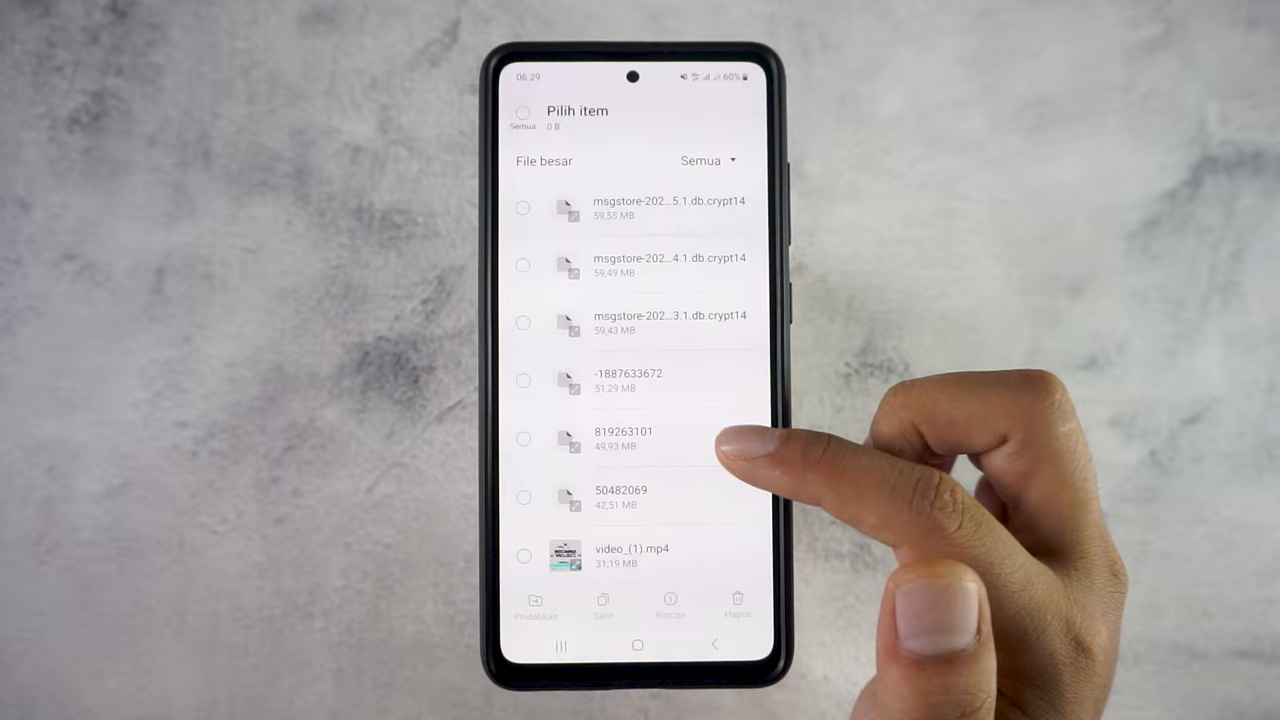 06.29
60%
Pilih item
Semua
0 B
File besar
Semua
msgstore-202...5.1.db.crypt14
59,55 MB
msgstore-202...4.1.db.crypt14
59,49 MB
msgstore-202...3.1.db.crypt14
59,43 MB
-1887633672
51,29 MB
819263101
49,93 MB
50482069
42,51 MB
video_(1).mp4
31,19 MB
Pindahkan
Salin
Rincian
Hapus